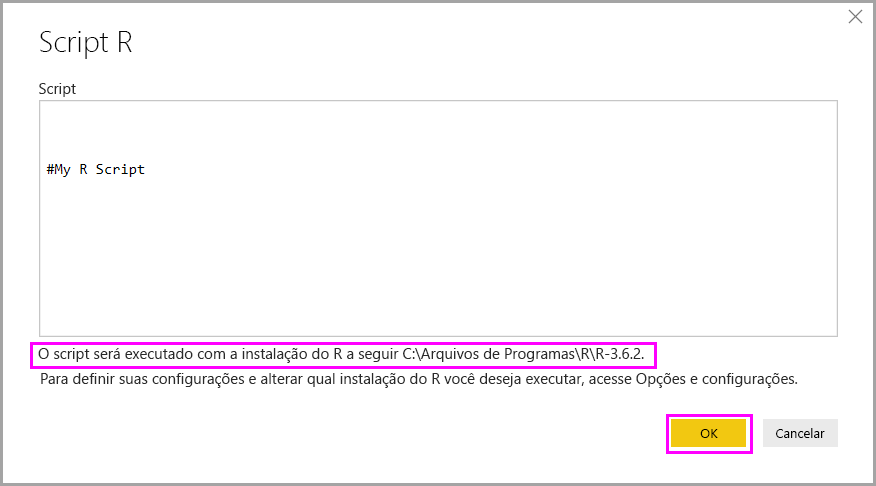 Script R
Script
#My R Script
O script será executado com a instalação do R a seguir C:\Arquivos de Programas\R\R-3.6.2.
Para definir suas configurações e alterar qual instalação do R você deseja executar, acesse Opções e configurações.
OK
Cancelar